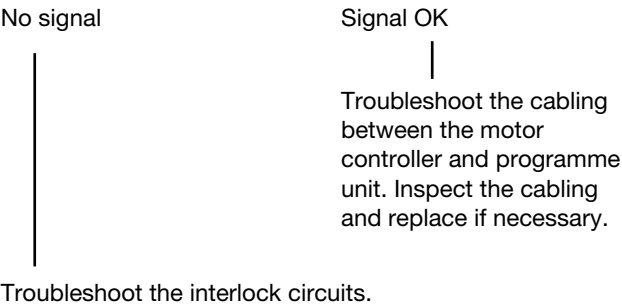 No signal
Signal OK
Troubleshoot the cabling
between the motor
controller and programme
unit. Inspect the cabling
and replace if necessary.
Troubleshoot the interlock circuits.